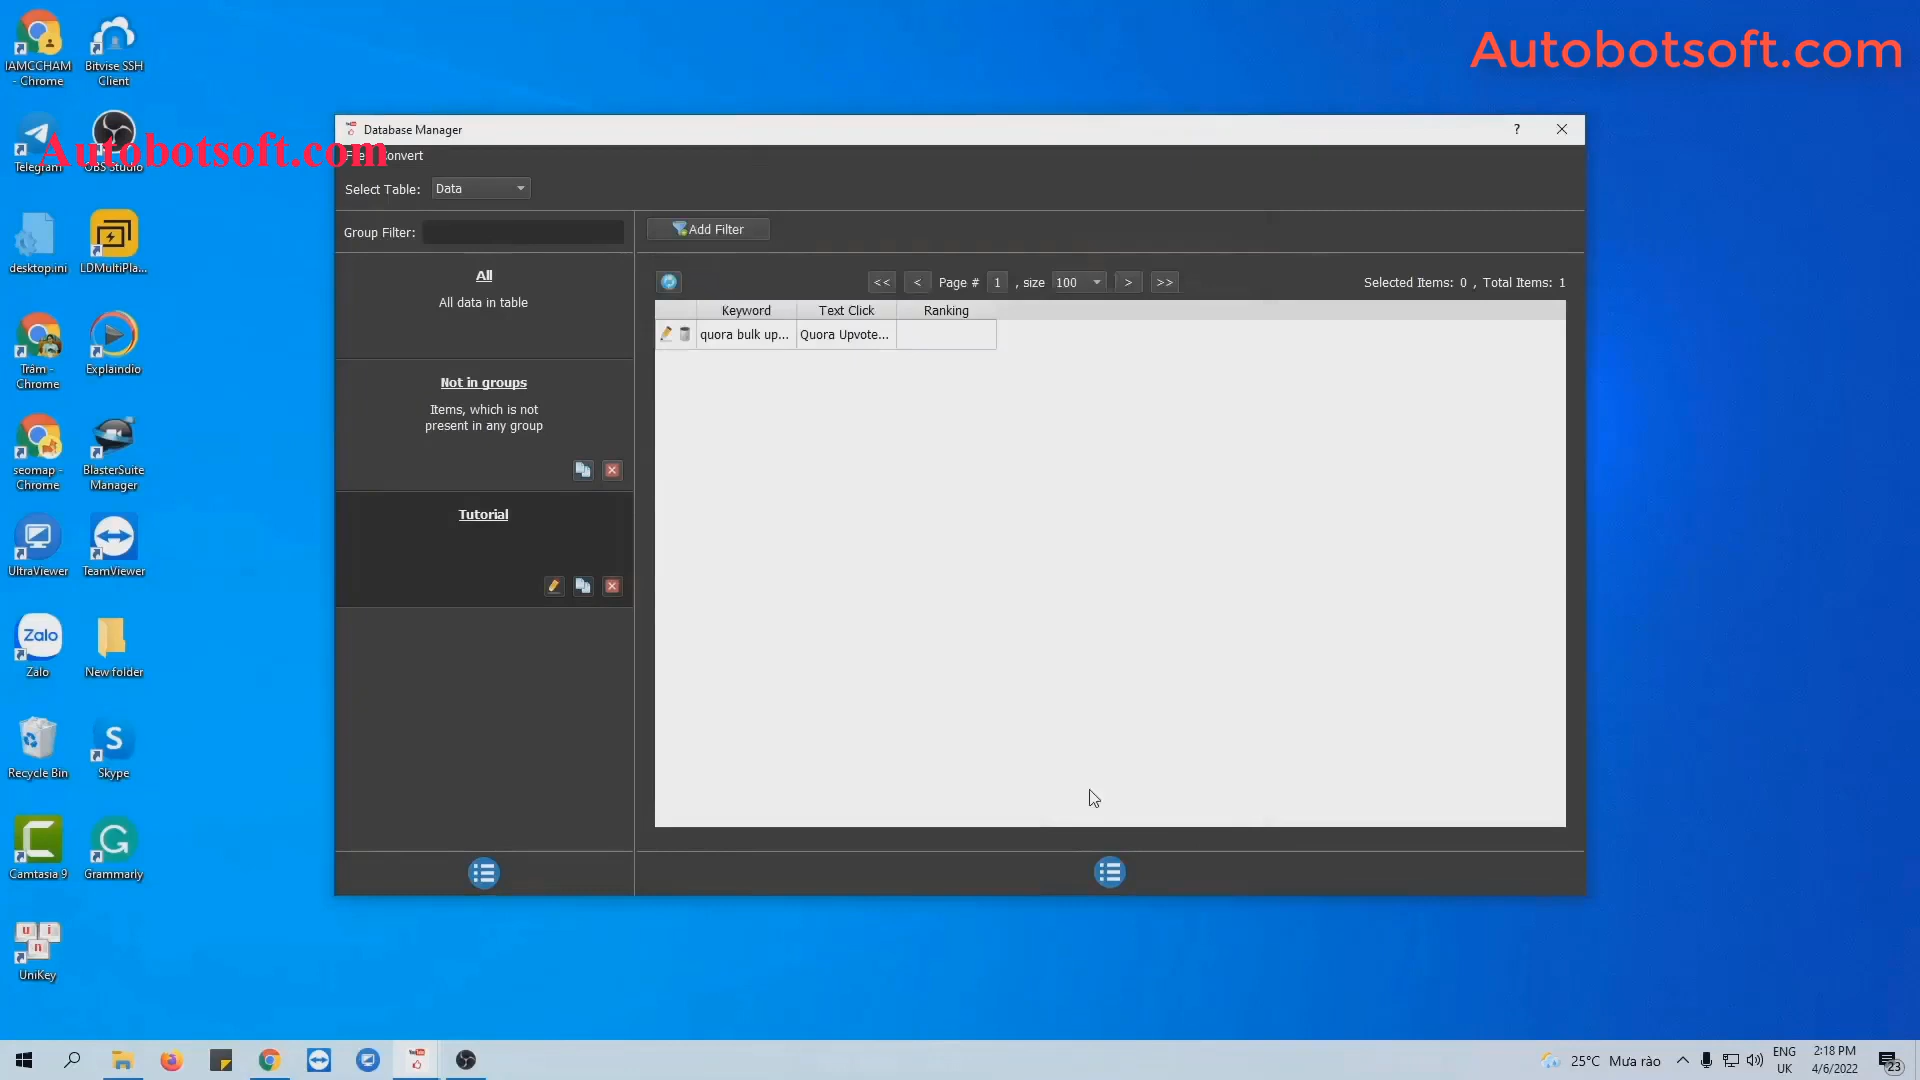 Autobotsoft.com
IAMCCHAM
- Chrome
Bitvise SSH
Client
Telegram
OBS Studio
Autobotsoft.com
desktop.ini
LDMultiPla...
Trâm -
Chrome
Explaindio
seomap -
Chrome
BlasterSuite
Manager
UltraViewer
TeamViewer
Zalo
Zalo
New folder
Recycle Bin
Skype
Camtasia 9
Grammarly
UniKey
Database Manager
?
Select Table:
Data
Group Filter:
Add Filter
All
All data in table
Not in groups
Items, which is not
present in any group
Tutorial
<<
<
Page #
1
, size
100
>
>>
Selected Items: 0 , Total Items: 1
Keyword
Text Click
Ranking
quora bulk up...
Quora Upvote...
25°C Mưa rào
ENG
UK
2:18 PM
4/6/2022
23